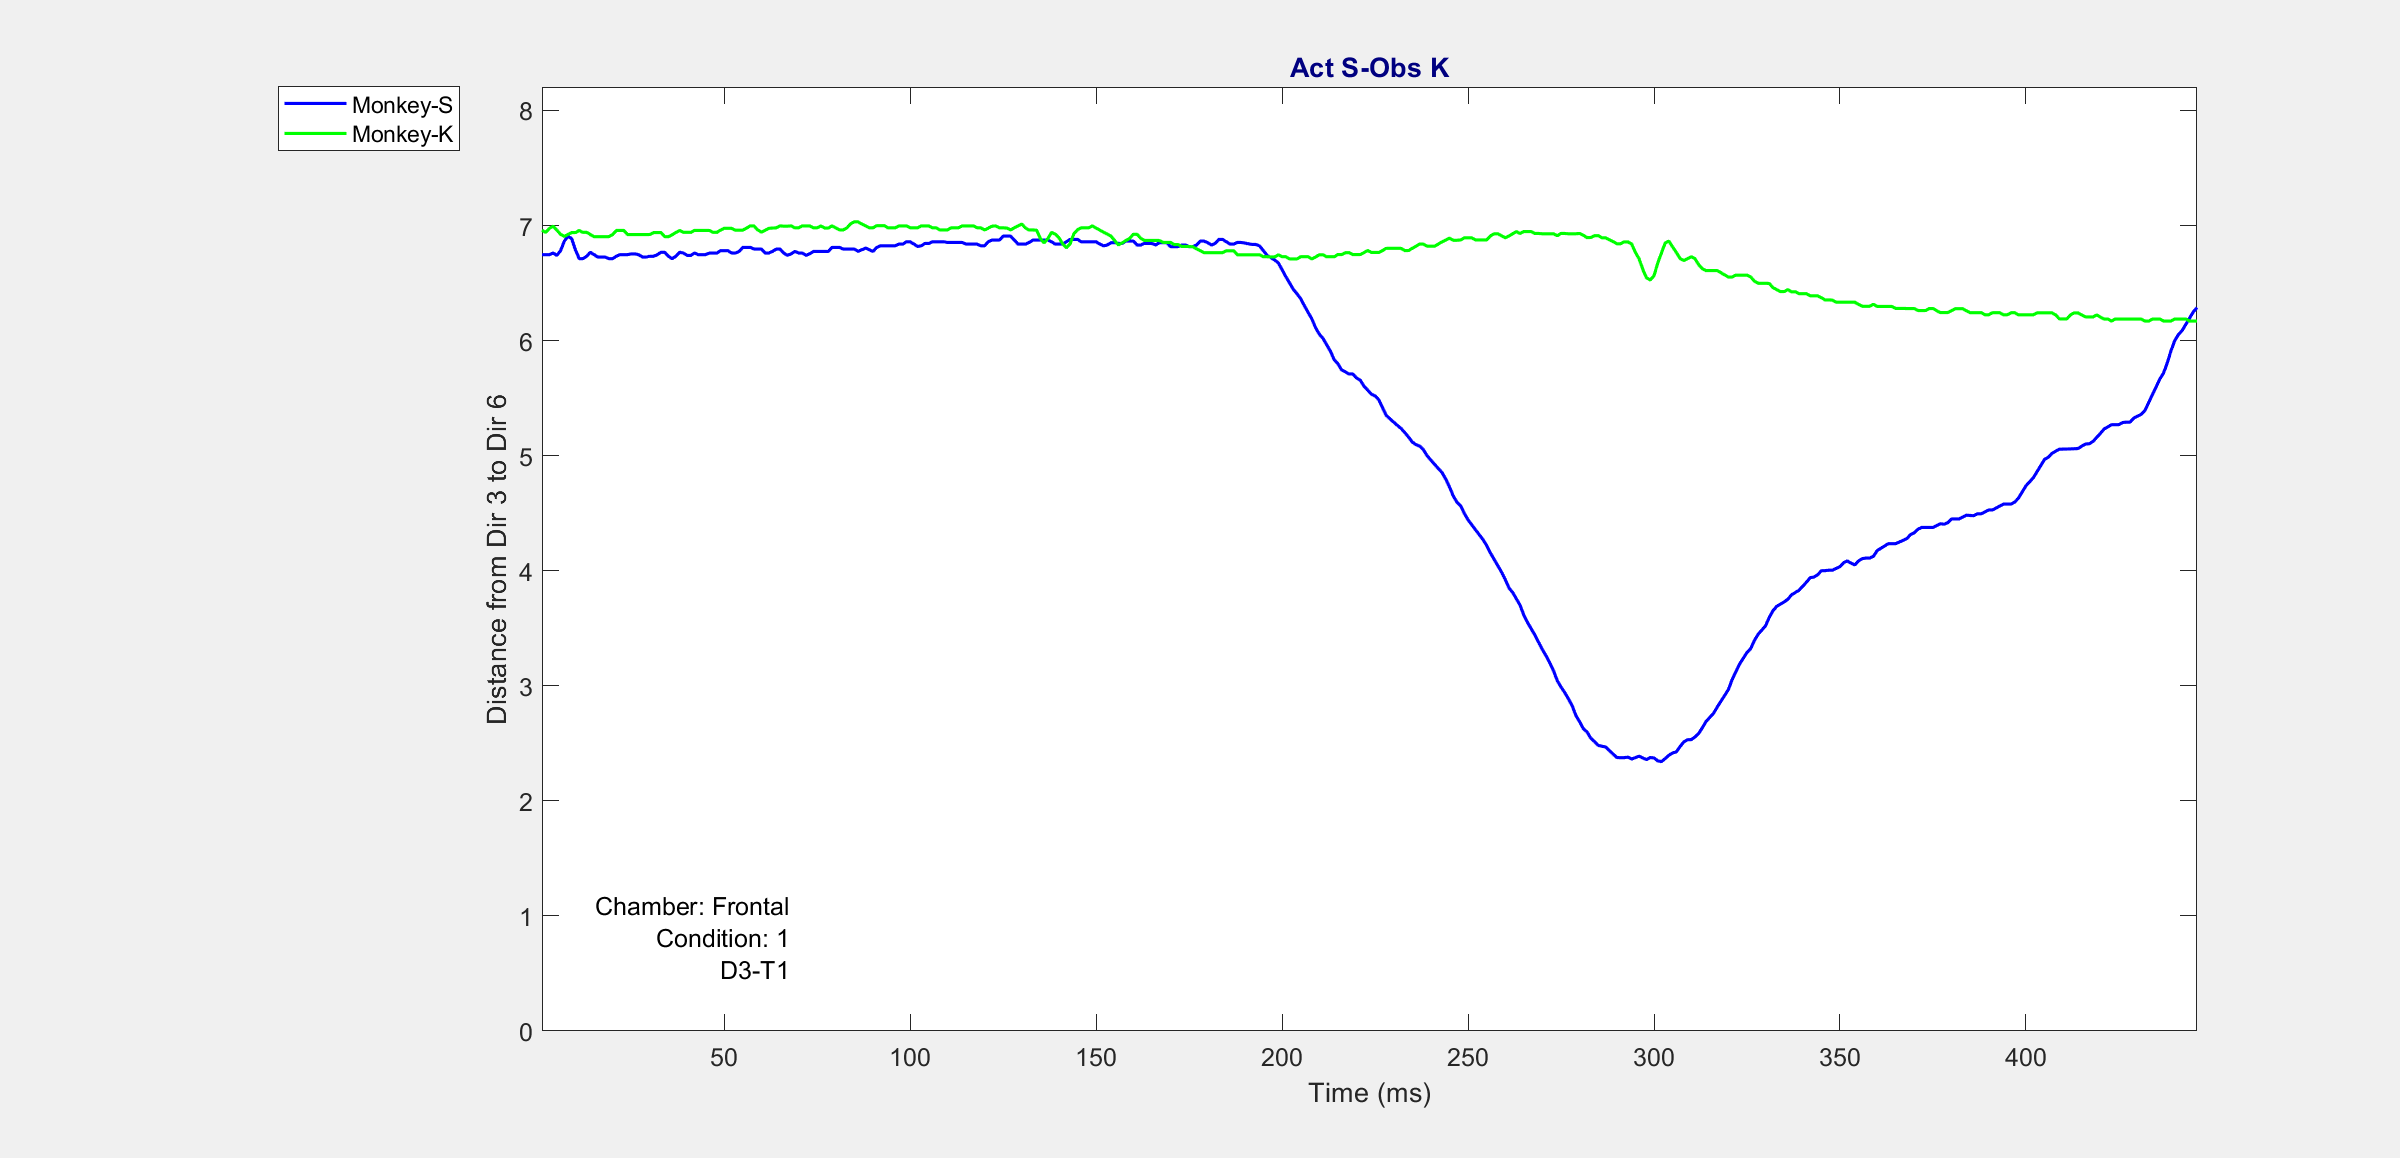 Act S-Obs K
Monkey-S
Monkey-K
8
7
6
5
4
3
2
1
0
Distance from Dir 3 to Dir 6
Chamber: Frontal
Condition: 1
D3-T1
50 100 150 200 250 300 350 400
Time (ms)